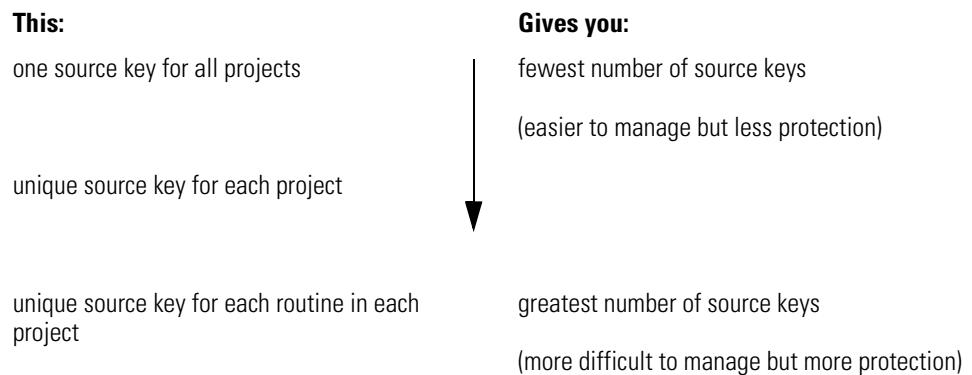 This:
Gives you:
one source key for all projects
fewest number of source keys
(easier to manage but less protection)
unique source key for each project
unique source key for each routine in each
project
greatest number of source keys
(more difficult to manage but more protection)